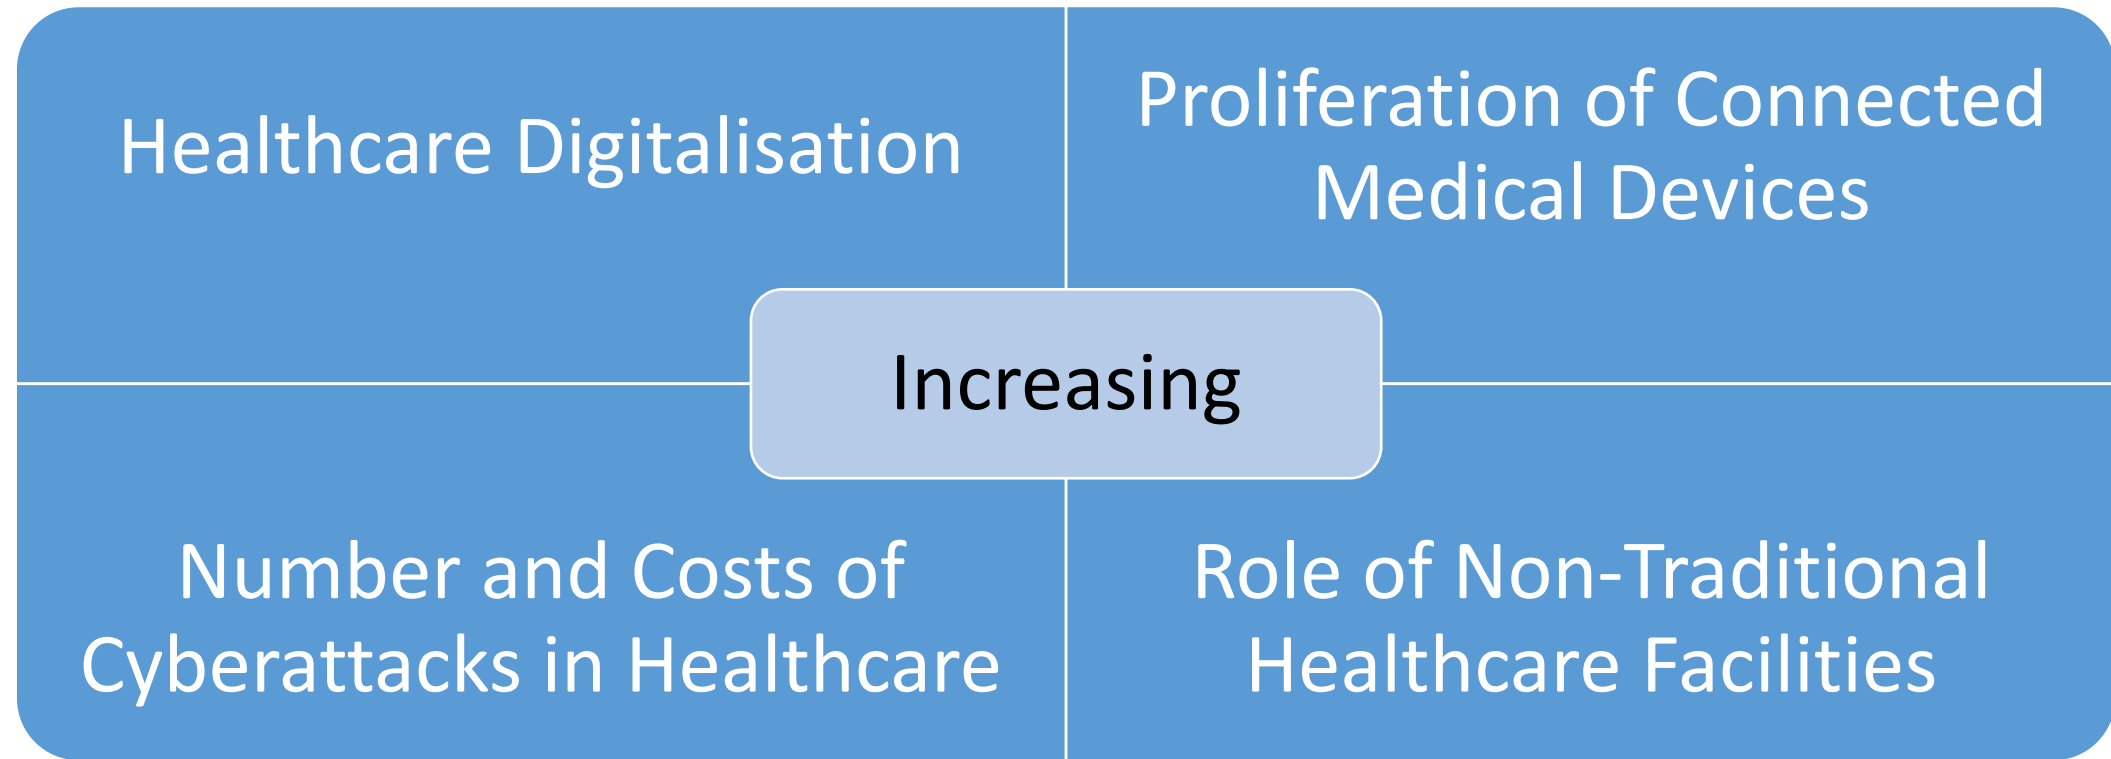 Healthcare Digitalisation
Proliferation of Connected
Medical Devices
Increasing
Number and Costs of
Cyberattacks in Healthcare
Role of Non-Traditional
Healthcare Facilities